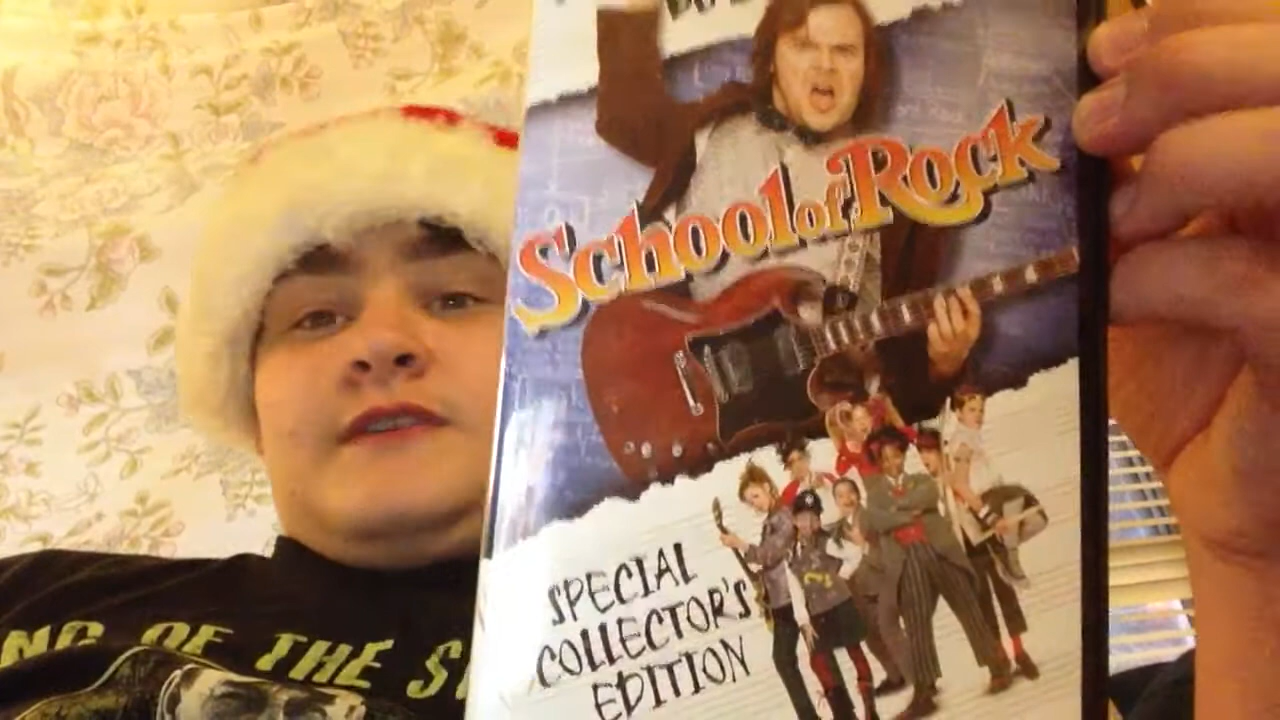 School of Rock
SPECIAL
COLLECTOR'S
EDITION
OF THE